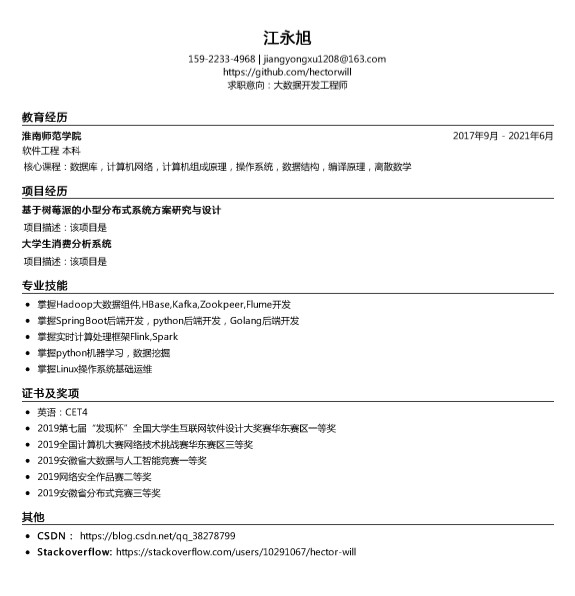 江永旭
159-2233-4968 | jiangyongxu1208@163.com
https://github.com/hectorwill
求职意向：大数据开发工程师
教育经历
淮南师范学院 2017年9月 - 2021年6月
软件工程 本科
核心课程：数据库，计算机网络，计算机组成原理，操作系统，数据结构，编译原理，离散数学
项目经历
基于树莓派的小型分布式系统方案研究与设计
项目描述：该项目是
大学生消费分析系统
项目描述：该项目是
专业技能
• 掌握Hadoop大数据组件,HBase,Kafka,Zookpeer,Flume开发
• 掌握SpringBoot后端开发，python后端开发，Golang后端开发
• 掌握实时计算处理框架Flink,Spark
• 掌握python机器学习，数据挖掘
• 掌握Linux操作系统基础运维
证书及奖项
• 英语：CET4
• 2019第七届“发现杯”全国大学生互联网软件设计大奖赛华东赛区一等奖
• 2019全国计算机大赛网络技术挑战赛华东赛区三等奖
• 2019安徽省大数据与人工智能竞赛一等奖
• 2019网络安全作品赛二等奖
• 2019安徽省分布式竞赛三等奖
其他
• CSDN： https://blog.csdn.net/qq_38278799
• Stackoverflow: https://stackoverflow.com/users/10291067/hector-will